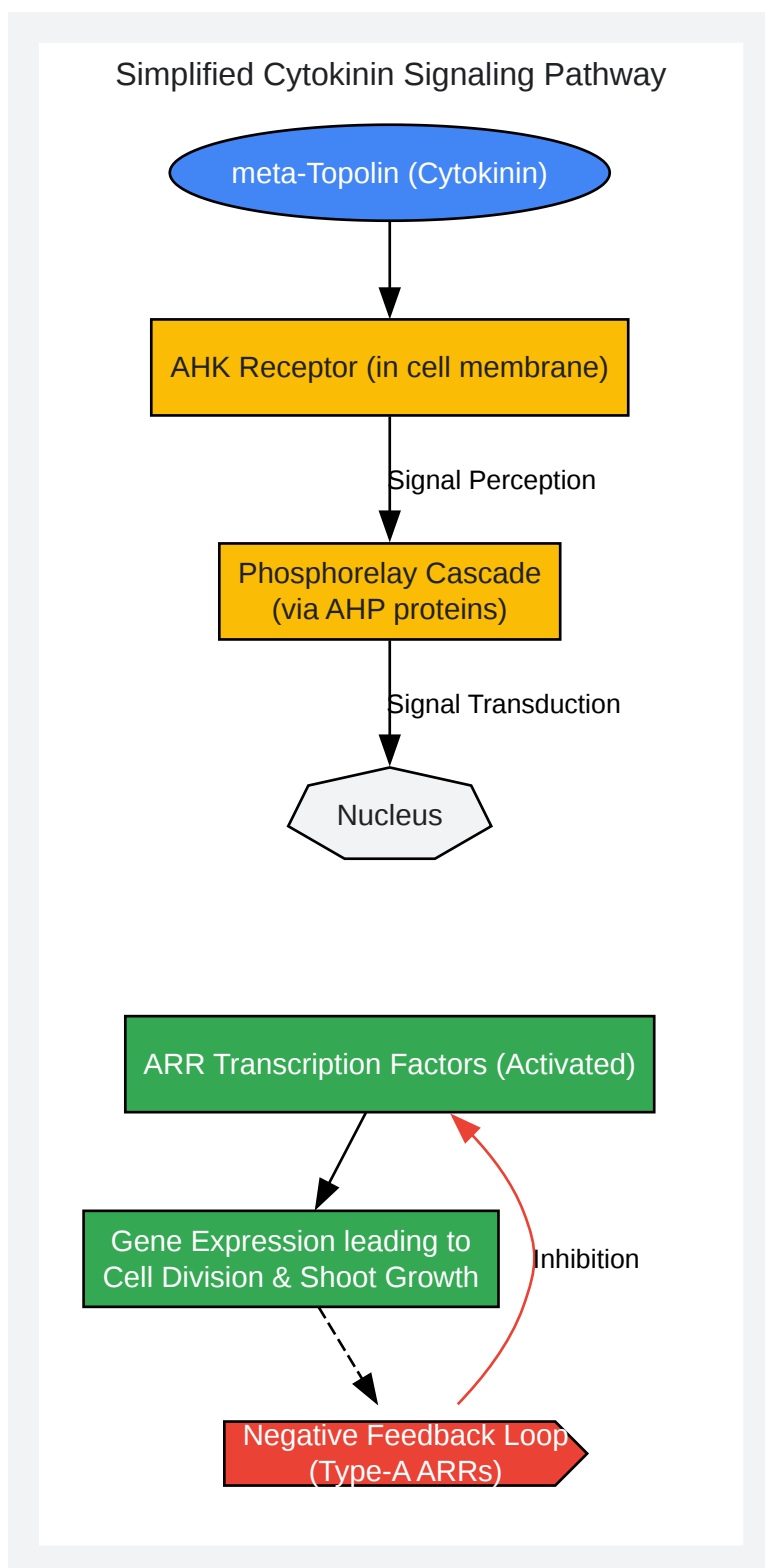 Simplified Cytokinin Signaling Pathway
meta-Topolin (Cytokinin)
AHK Receptor (in cell membrane)
Signal Perception
Phosphorelay Cascade
(via AHP proteins)
Signal Transduction
Nucleus
ARR Transcription Factors (Activated)
Gene Expression leading to
Cell Division & Shoot Growth
Inhibition
Negative Feedback Loop
(Type-A ARRs)